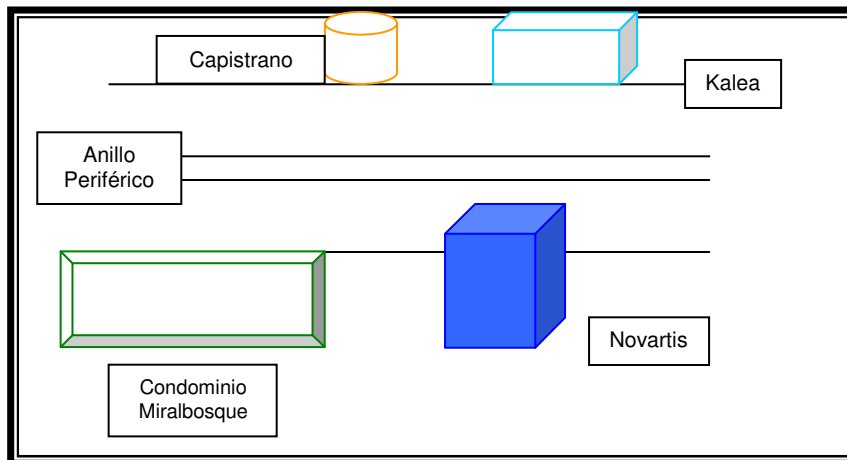 Capistrano
Kalea
Anillo
Periférico
Novartis
Condominio
Miralbosque